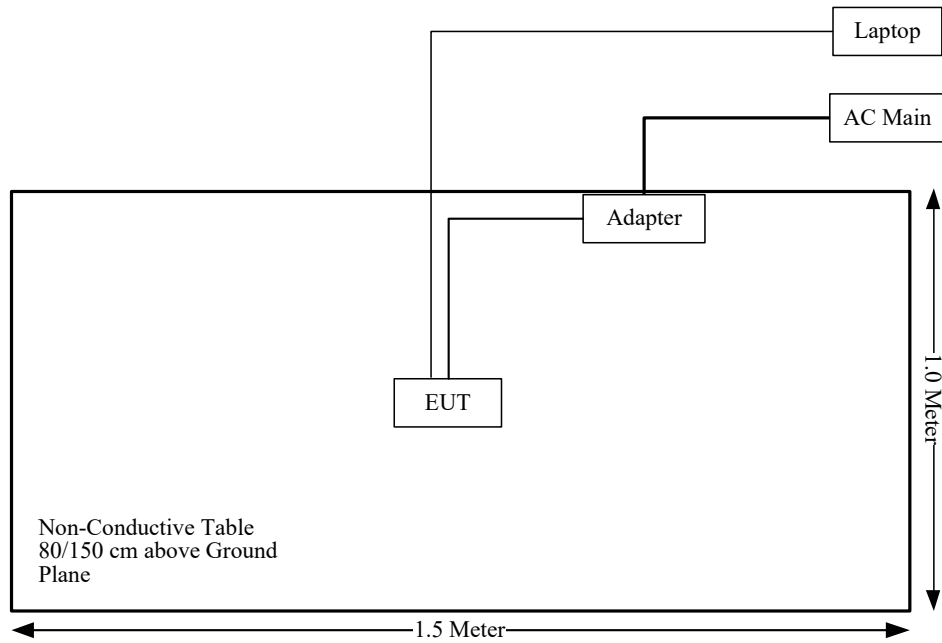 Laptop
AC Main
Adapter
EUT
1.0 Meter
Non-Conductive Table
80/150 cm above Ground
Plane
1.5 Meter